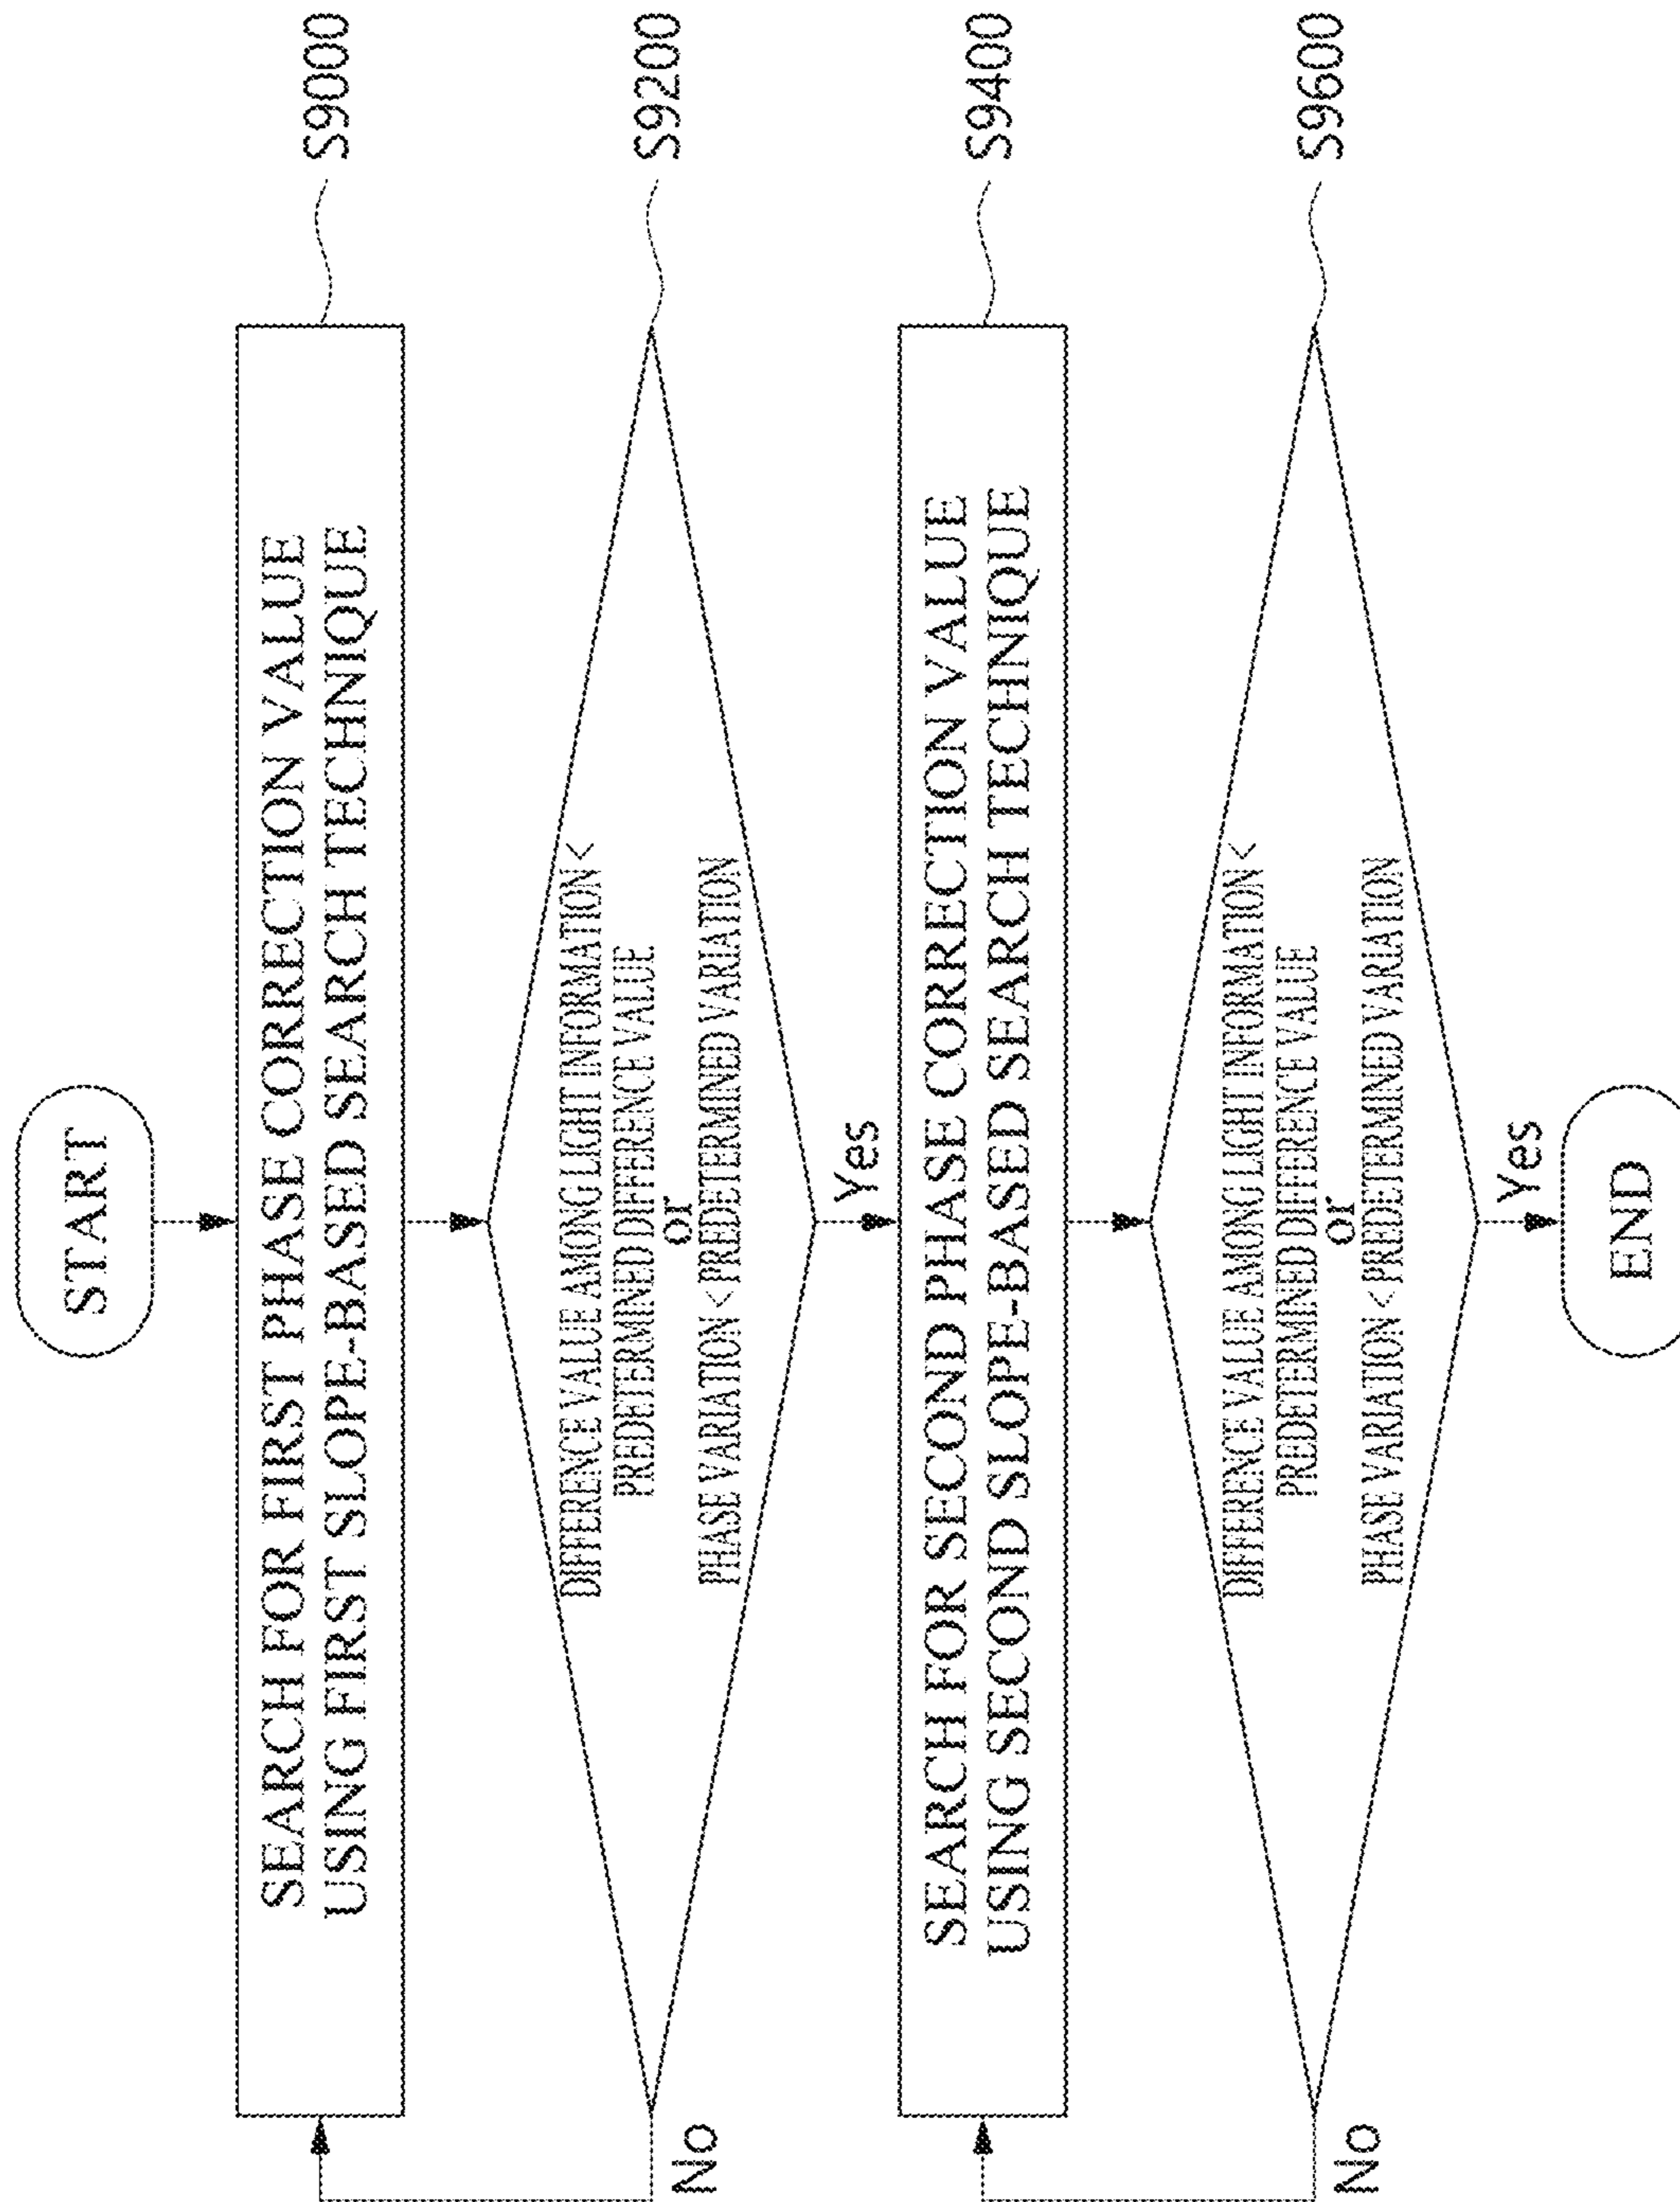 START
SEARCH FOR FIRST PHASE CORRECTION VALUE
USING FIRST SLOPE-BASED SEARCH TECHNIQUE
S9000
DIFFERENCE VALUE AMONG LIGHT INFORMATION <
PREDETERMINED DIFFERENCE VALUE
or
PHASE VARIATION < PREDETERMINED VARIATION
S9200
No
Yes
SEARCH FOR SECOND PHASE CORRECTION VALUE
USING SECOND SLOPE-BASED SEARCH TECHNIQUE
S9400
DIFFERENCE VALUE AMONG LIGHT INFORMATION <
PREDETERMINED DIFFERENCE VALUE
or
PHASE VARIATION < PREDETERMINED VARIATION
S9600
No
Yes
END